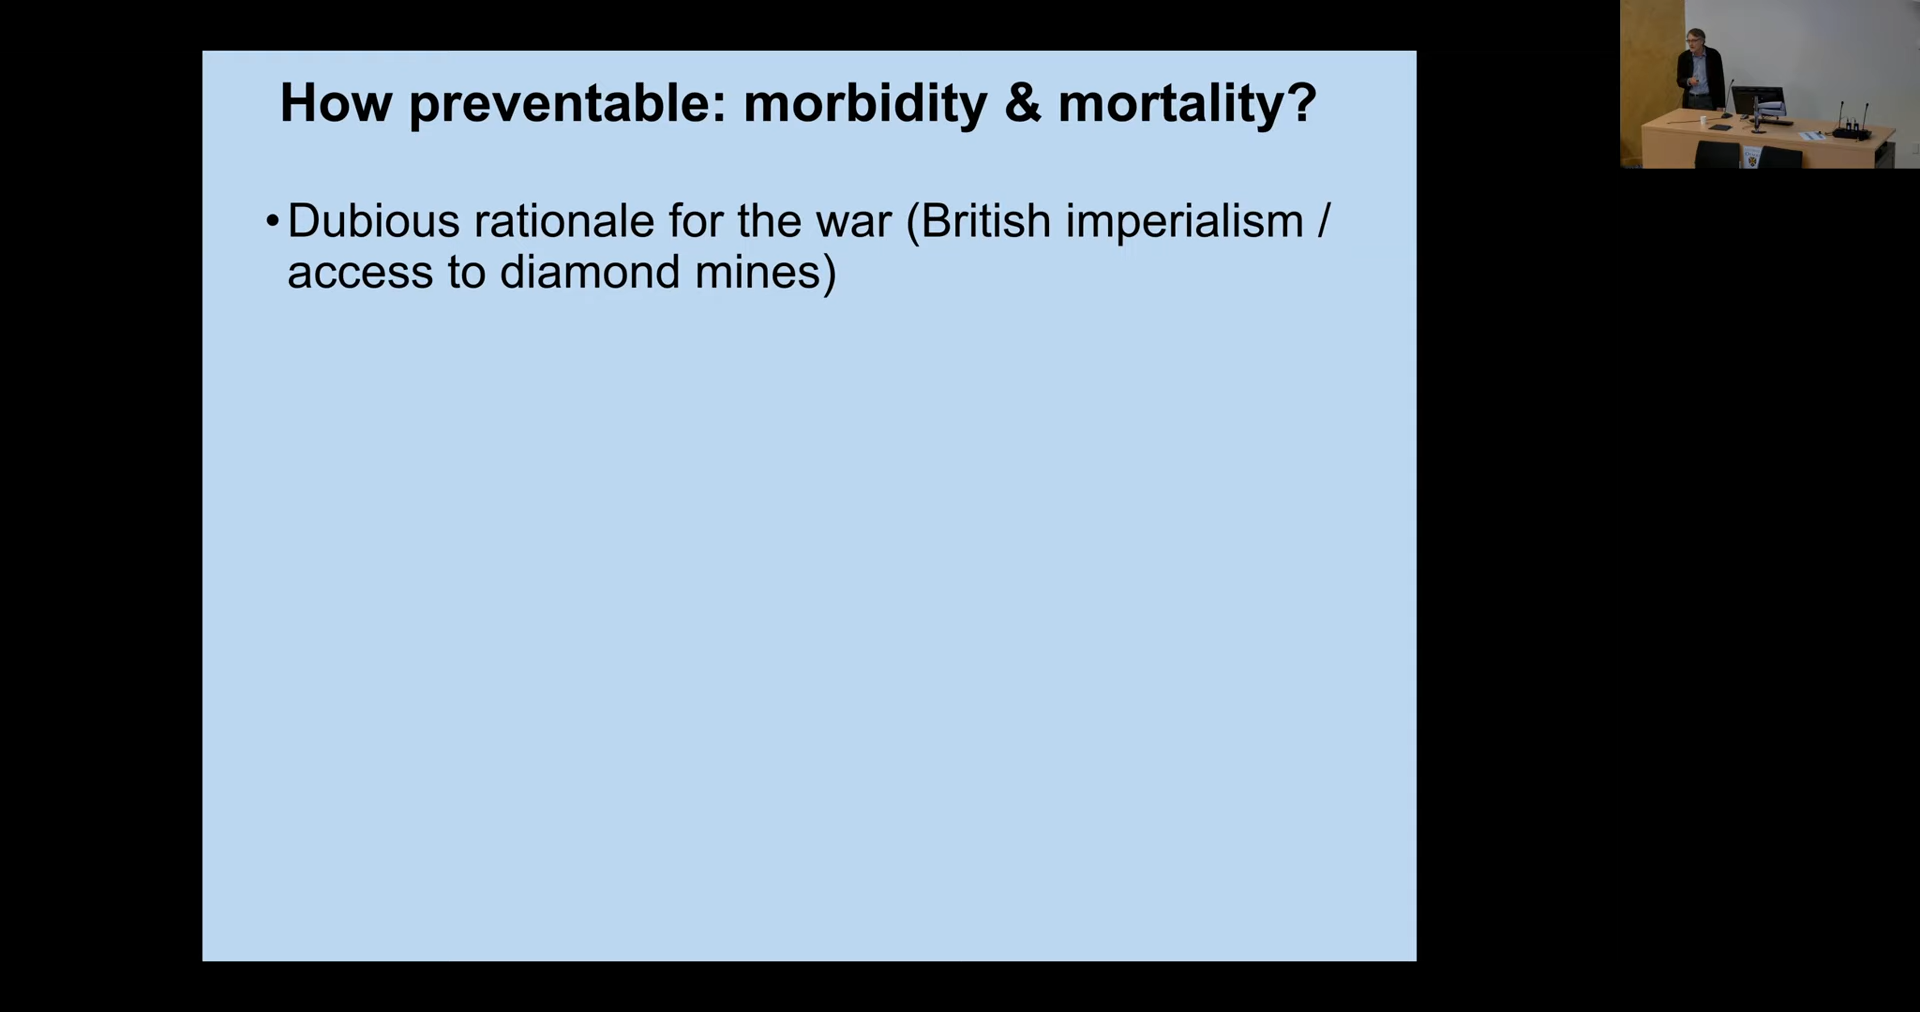 How preventable: morbidity & mortality?
•Dubious rationale for the war (British imperialism /
access to diamond mines)